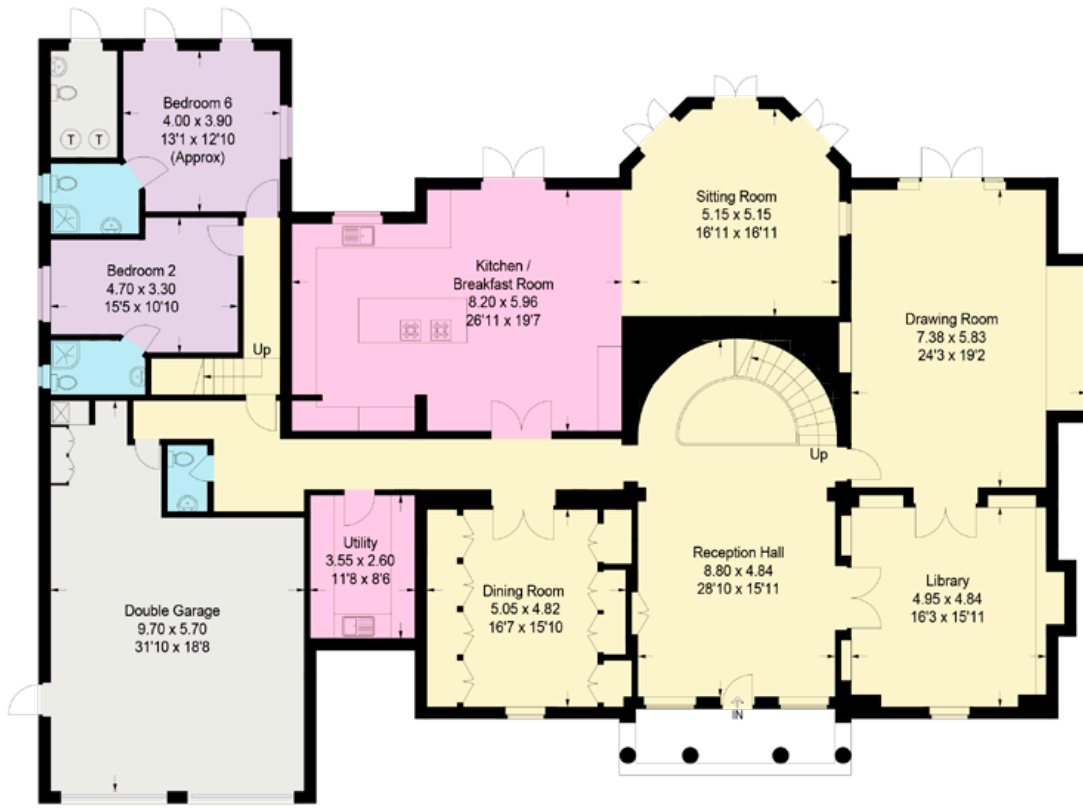 Bedroom 6
4.00 x 3.90
13'1 x 12'10
(Approx)
T T
Sitting Room
5.15 x 5.15
16'11 x 16'11
Bedroom 2
4.70 x 3.30
15'5 x 10'10
Kitchen /
Breakfast Room
8.20 x 5.96
26'11 x 19'7
Drawing Room
7.38 x 5.83
24'3 x 19'2
Up
Up
Utility
3.55 x 2.60
11'8 x 8'6
Reception Hall
8.80 x 4.84
28'10 x 15'11
Dining Room
5.05 x 4.82
16'7 x 15'10
Library
4.95 x 4.84
16'3 x 15'11
Double Garage
9.70 x 5.70
31'10 x 18'8
IN